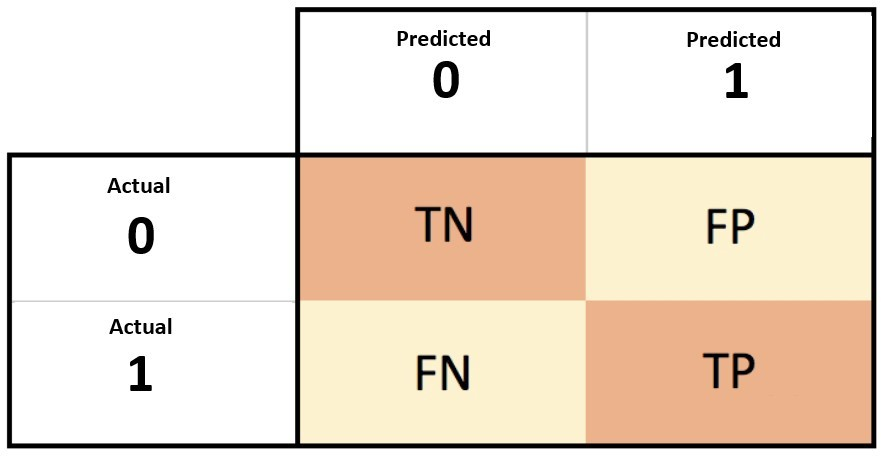 Predicted
0
Predicted
1
Actual
0
TN
FP
Actual
1
FN
TP